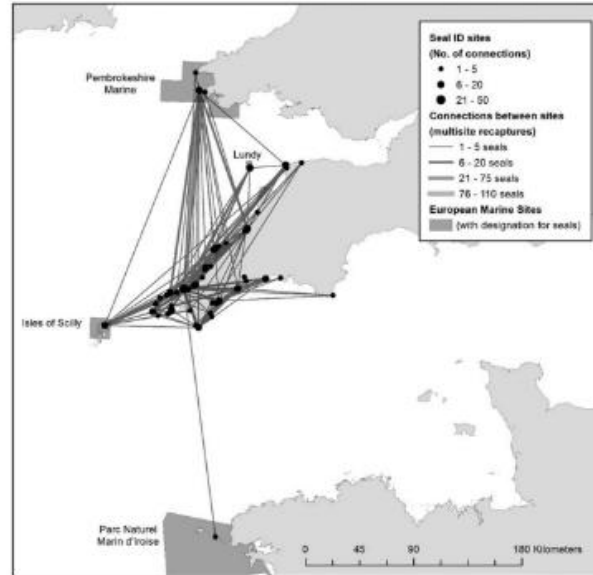 Seal ID sites
(No. of connections)
1 - 5
6 - 20
21 - 50
Connections between sites
(multisite recaptures)
1 - 5 seals
6 - 20 seals
21 - 75 seals
76 - 110 seals
European Marine Sites
(with designation for seals)
Pembrokeshire
Marine
Lundy
Isles of Scilly
Parc Naturel
Marin d'Iroise
0 45 90 180 Kilometers